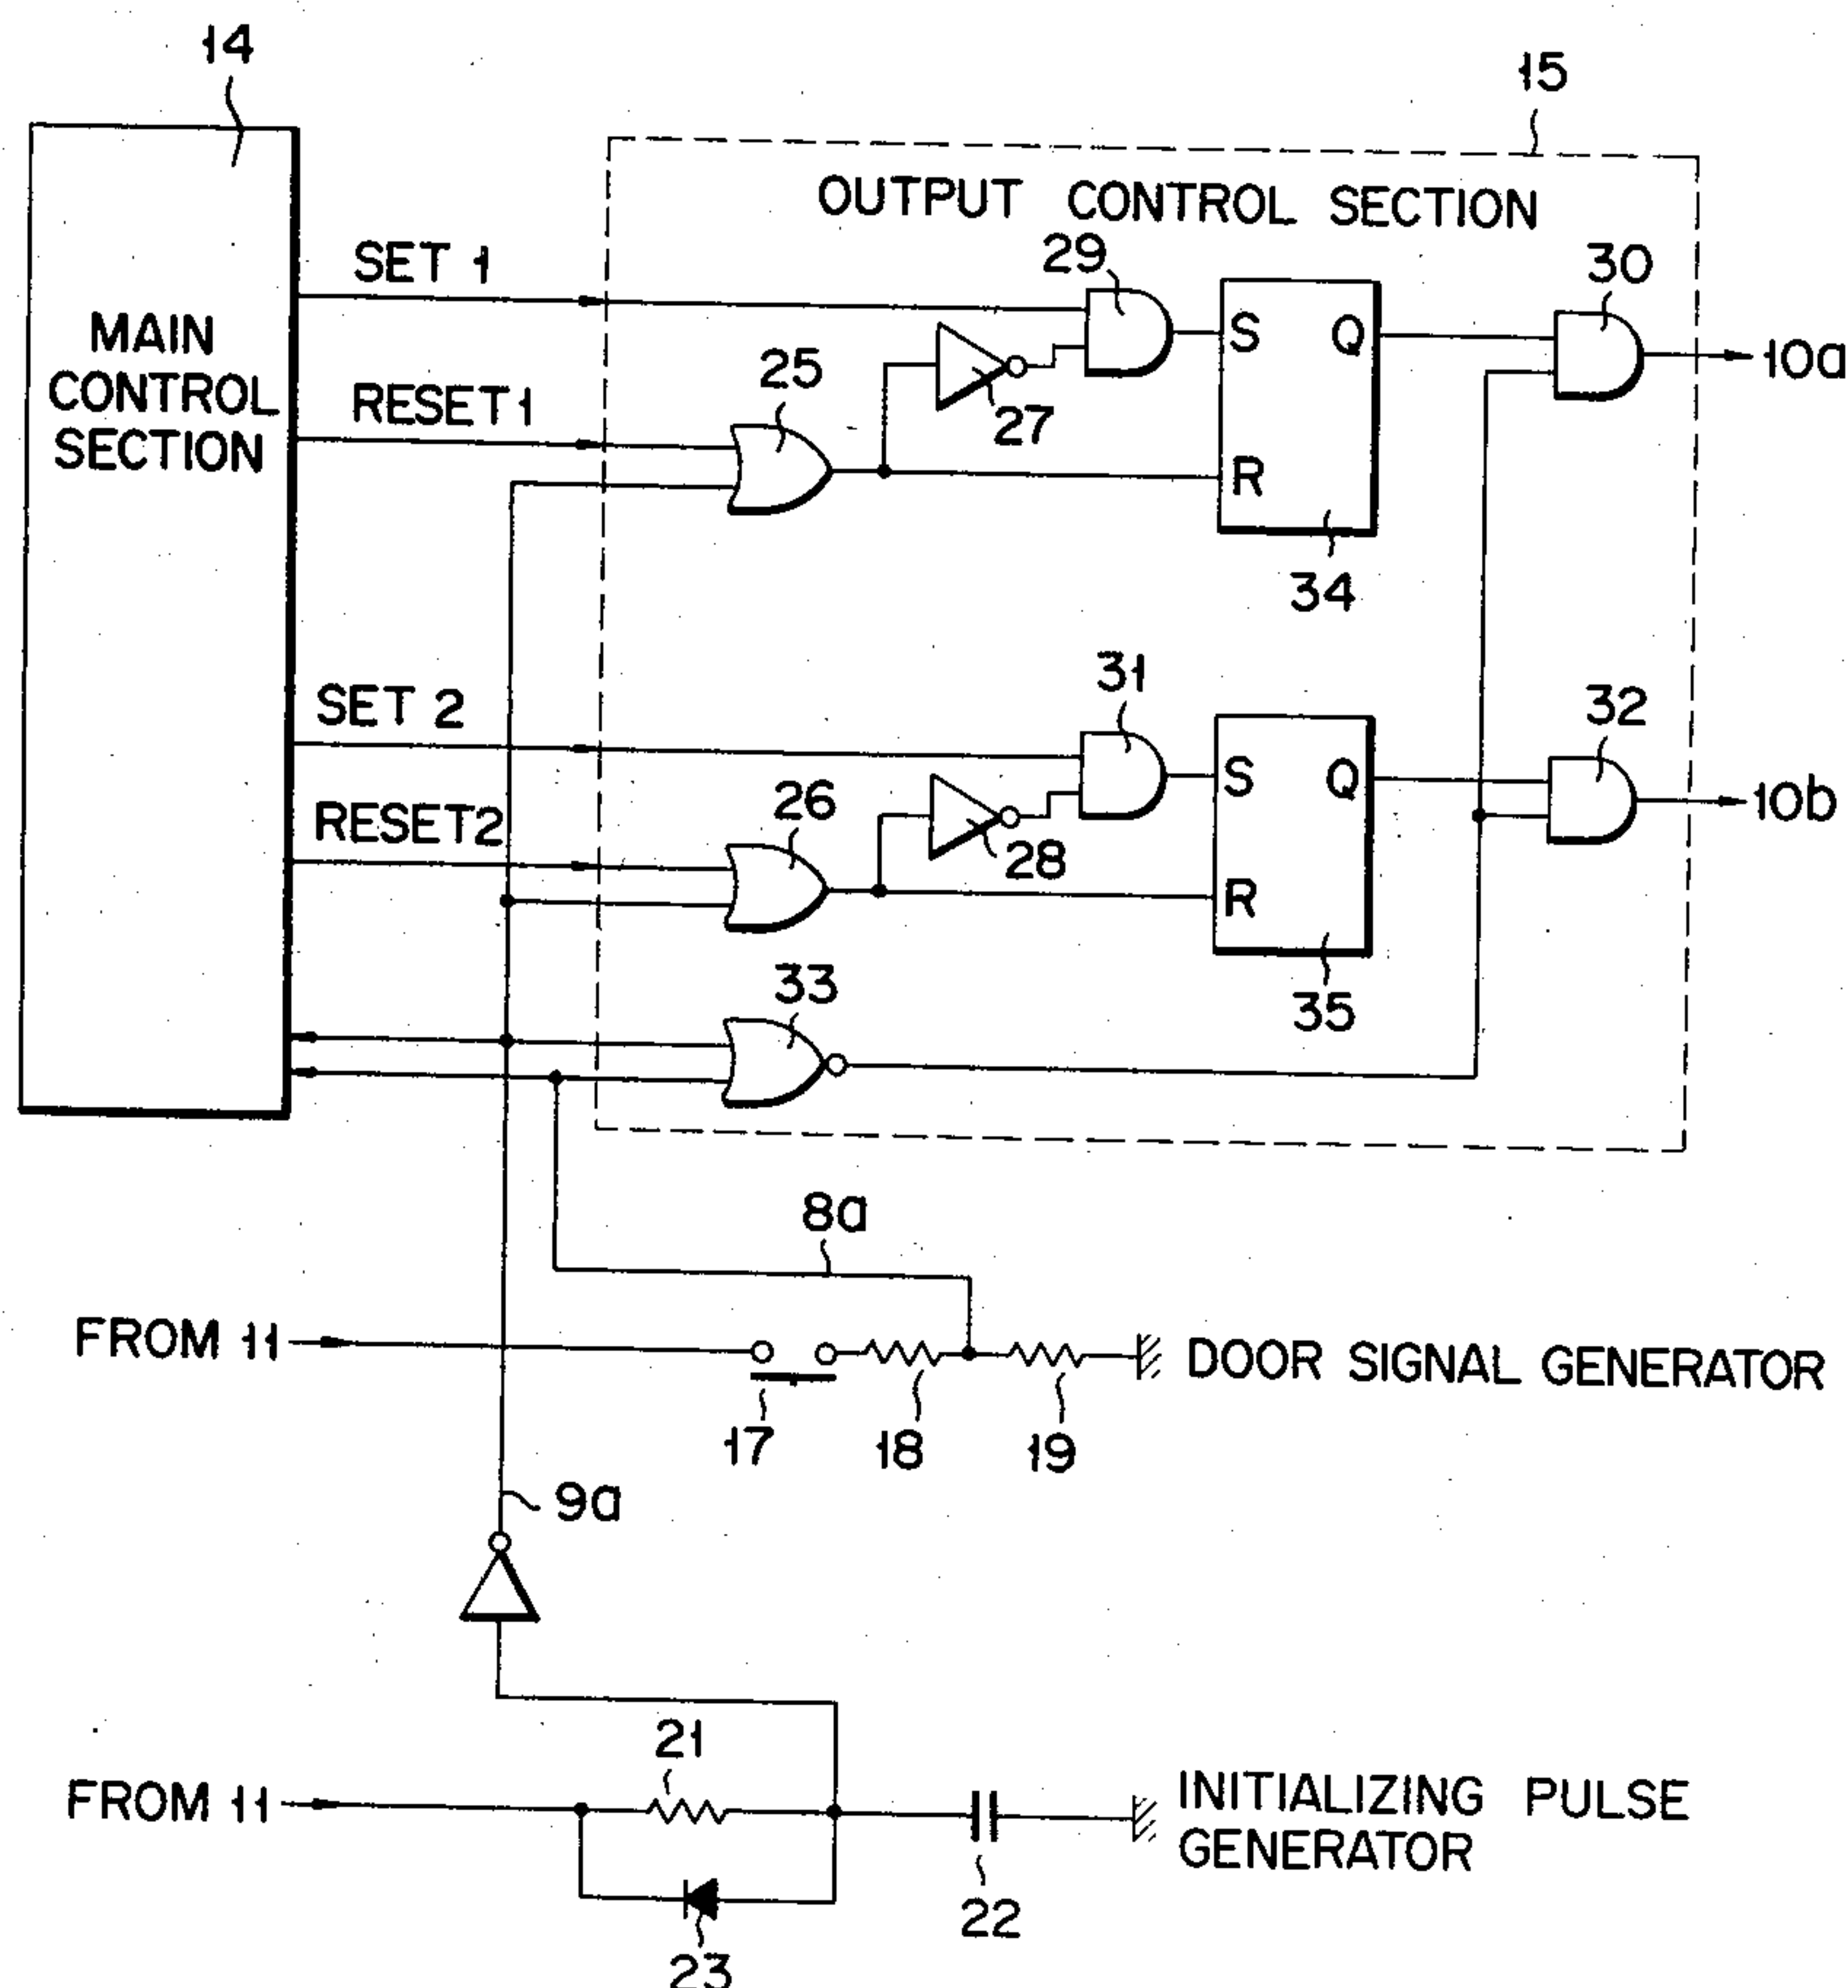 14
15
OUTPUT CONTROL SECTION
SET 1
29
30
MAIN
CONTROL
SECTION
S
Q
10a
25
RESET1
27
R
34
31
SET 2
32
S
Q
10b
26
RESET2
28
R
33
35
8a
FROM 11
DOOR SIGNAL GENERATOR
17
18
19
9a
21
FROM 11
INITIALIZING PULSE
GENERATOR
22
23